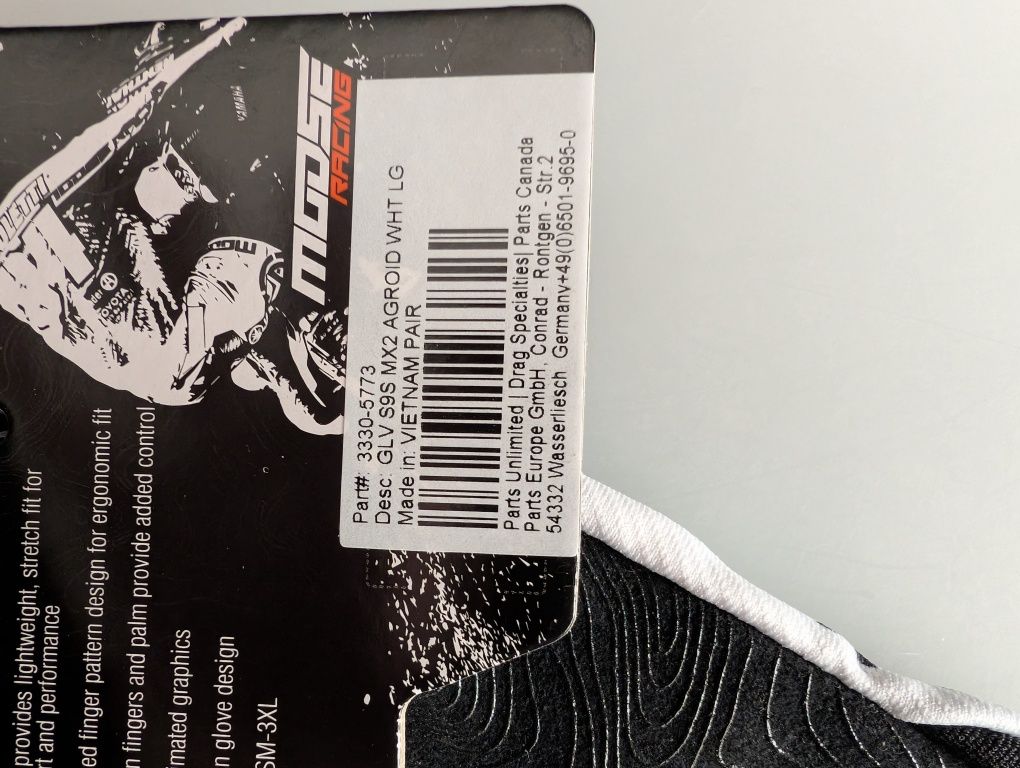 MOOSE
RACING
YAMAHA
Part#: 3330-5773
Desc: GLV S9S MX2 AGROID WHT LG
Made in: VIETNAM PAIR
Parts Unlimited | Drag Specialties| Parts Canada
Parts Europe GmbH, Conrad - Rontgen - Str.2
54332 Wasserliesch Germany+49(0)6501-9695-0
provides lightweight, stretch fit for
rt and performance
ed finger pattern design for ergonomic fit
n fingers and palm provide added control
imated graphics
n glove design
SM-3XL